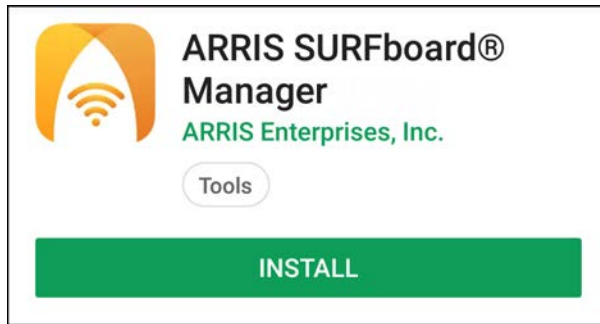 ARRIS SURFboard®
Manager
ARRIS Enterprises, Inc.
Tools
INSTALL